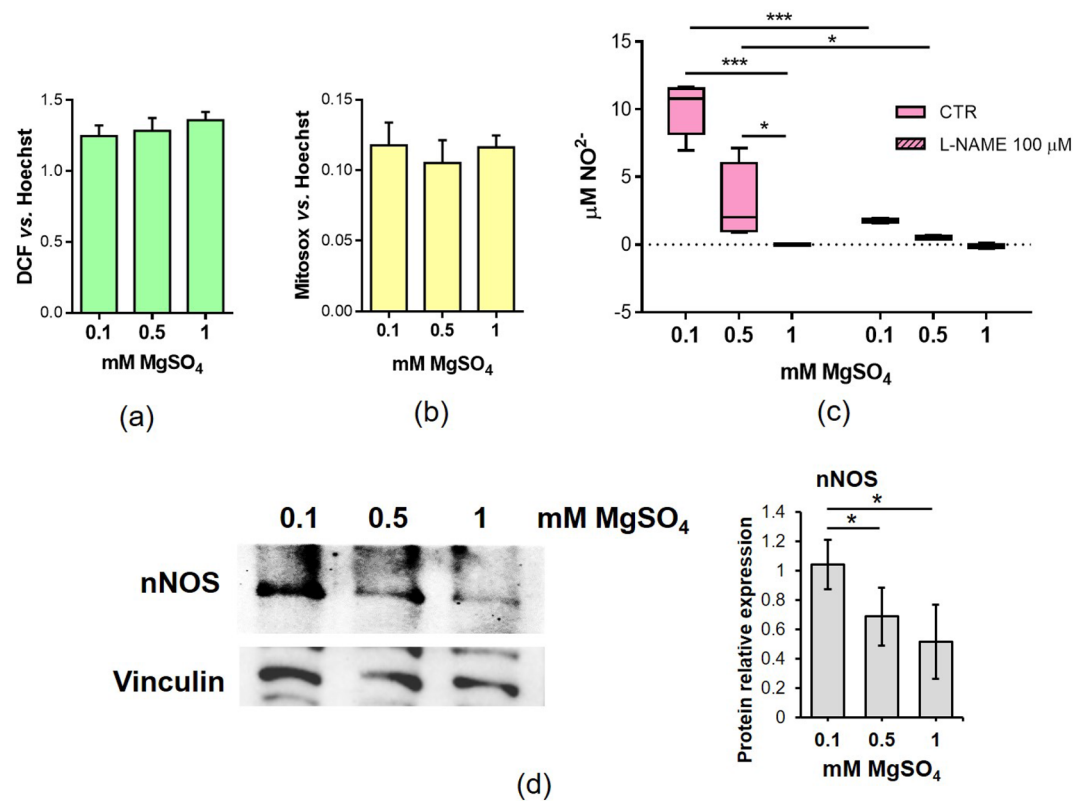 1.5
1.0
0.5
0.0
DCF vs. Hoechst
0.1 0.5 1
mM MgSO4
(a)
0.15
0.10
0.05
0.00
Mitosox vs. Hoechst
0.1 0.5 1
mM MgSO4
(b)
***
*
***
*
15
10
5
0
-5
μM NO2-
CTR
L-NAME 100 μM
0.1 0.5 1 0.1 0.5 1
mM MgSO4
(c)
0.1 0.5 1 mM MgSO4
nNOS
Vinculin
nNOS
*
*
1.4
1.2
1
0.8
0.6
0.4
0.2
0
Protein relative expression
0.1 0.5 1
mM MgSO4
(d)